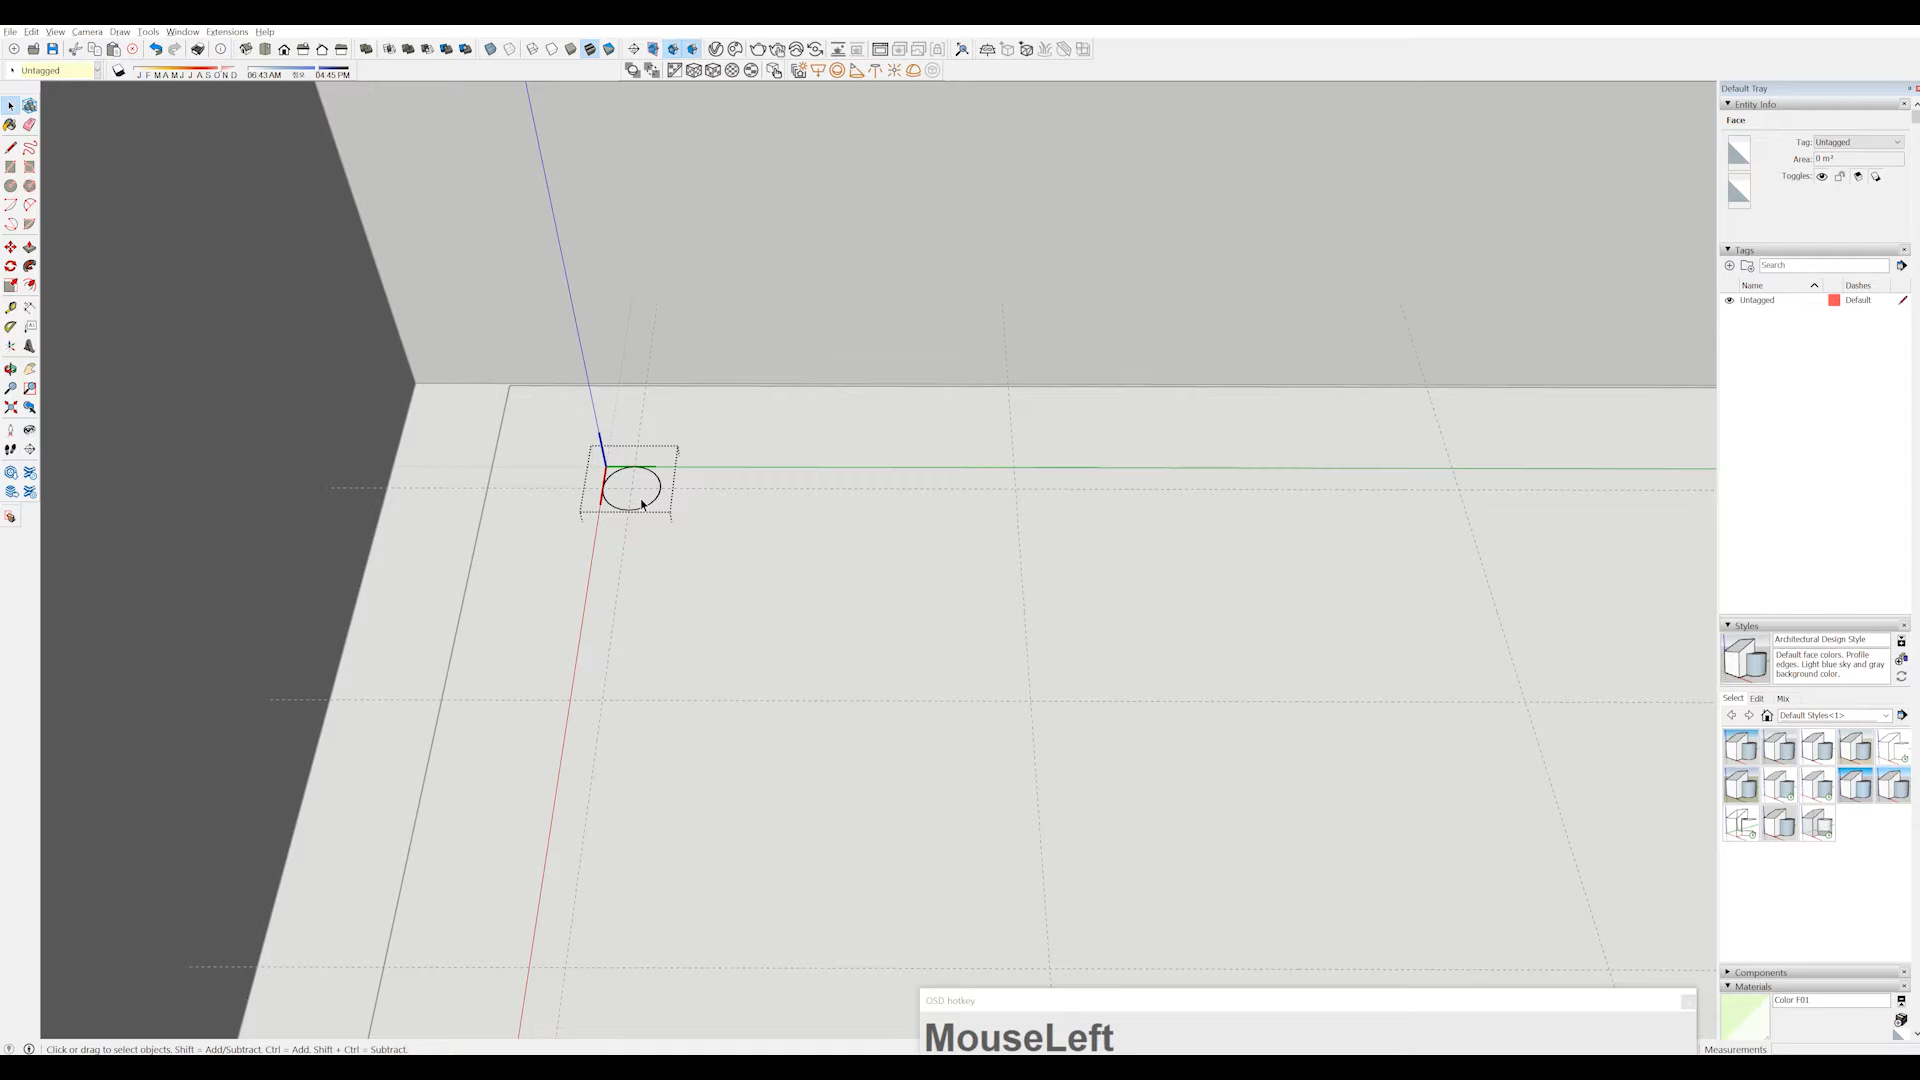 File Edit View Camera Draw Tools Window Extensions Help
Untagged
J F M A M J J A S O N D
06:43 AM 정오 04:45 PM
Default Tray
Entity Info
Face
Tag: Untagged
Area: 0 m²
Toggles:
Tags
Search
Name Dashes
Untagged Default
Styles
Architectural Design Style
Default face colors. Profile
edges. Light blue sky and gray
background color.
Select Edit Mix
Default Styles<1>
Components
Materials
Color F01
OSD hotkey
MouseLeft
Click or drag to select objects. Shift = Add/Subtract. Ctrl = Add. Shift + Ctrl = Subtract.
Measurements